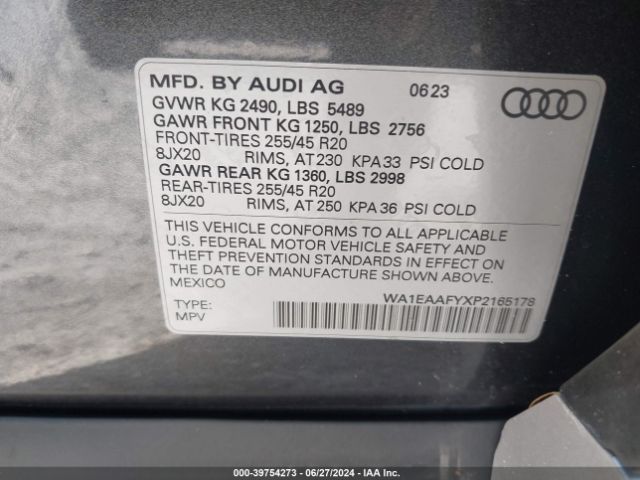 MFD. BY AUDI AG 06 23
GVWR KG 2490, LBS 5489
GAWR FRONT KG 1250, LBS 2756
FRONT-TIRES 255/45 R20
8JX20 RIMS, AT 230 KPA 33 PSI COLD
GAWR REAR KG 1360, LBS 2998
REAR-TIRES 255/45 R20
8JX20 RIMS, AT 250 KPA 36 PSI COLD
THIS VEHICLE CONFORMS TO ALL APPLICABLE
U.S. FEDERAL MOTOR VEHICLE SAFETY AND
THEFT PREVENTION STANDARDS IN EFFECT ON
THE DATE OF MANUFACTURE SHOWN ABOVE.
MEXICO
WA1EAAFYXP2165178
TYPE:
MPV
000-39754273 - 06/27/2024 - IAA Inc.